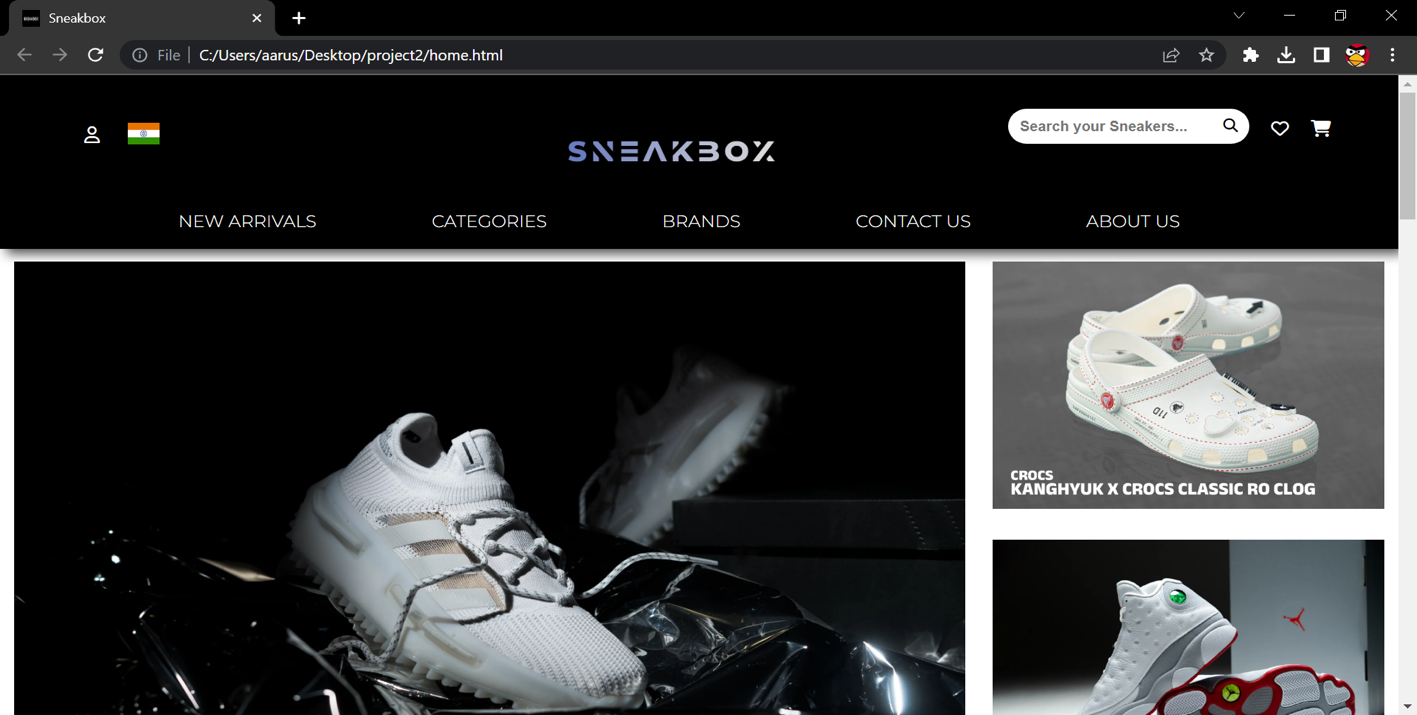 Sneakbox
File
C:/Users/aarus/Desktop/project2/home.html
Search your Sneakers...
SNEAKBOX
NEW ARRIVALS
CATEGORIES
BRANDS
CONTACT US
ABOUT US
CROCS
KANGHYUK X CROCS CLASSIC RO CLOG